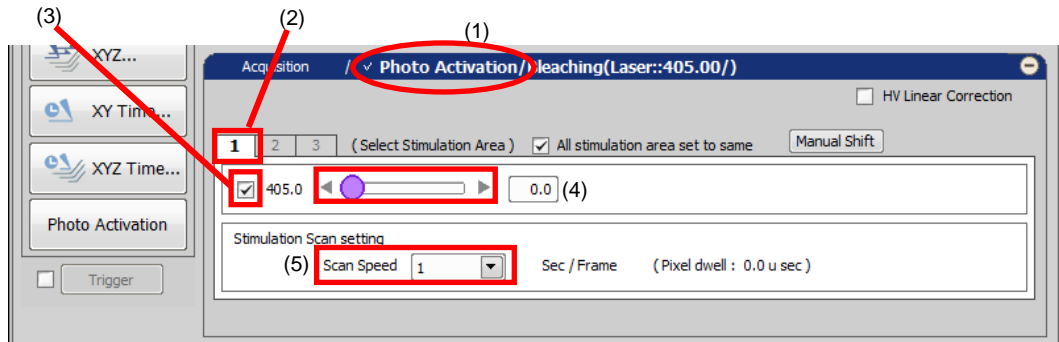 (3)
(2)
(1)
XYZ...
Acquisition / ✓ Photo Activation/Bleaching(Laser::405.00/)
HV Linear Correction
XY Time...
1 2 3 ( Select Stimulation Area ) All stimulation area set to same Manual Shift
XYZ Time...
405.0 0.0 (4)
Photo Activation
Stimulation Scan setting
(5) Scan Speed 1 Sec / Frame ( Pixel dwell : 0.0 u sec )
Trigger